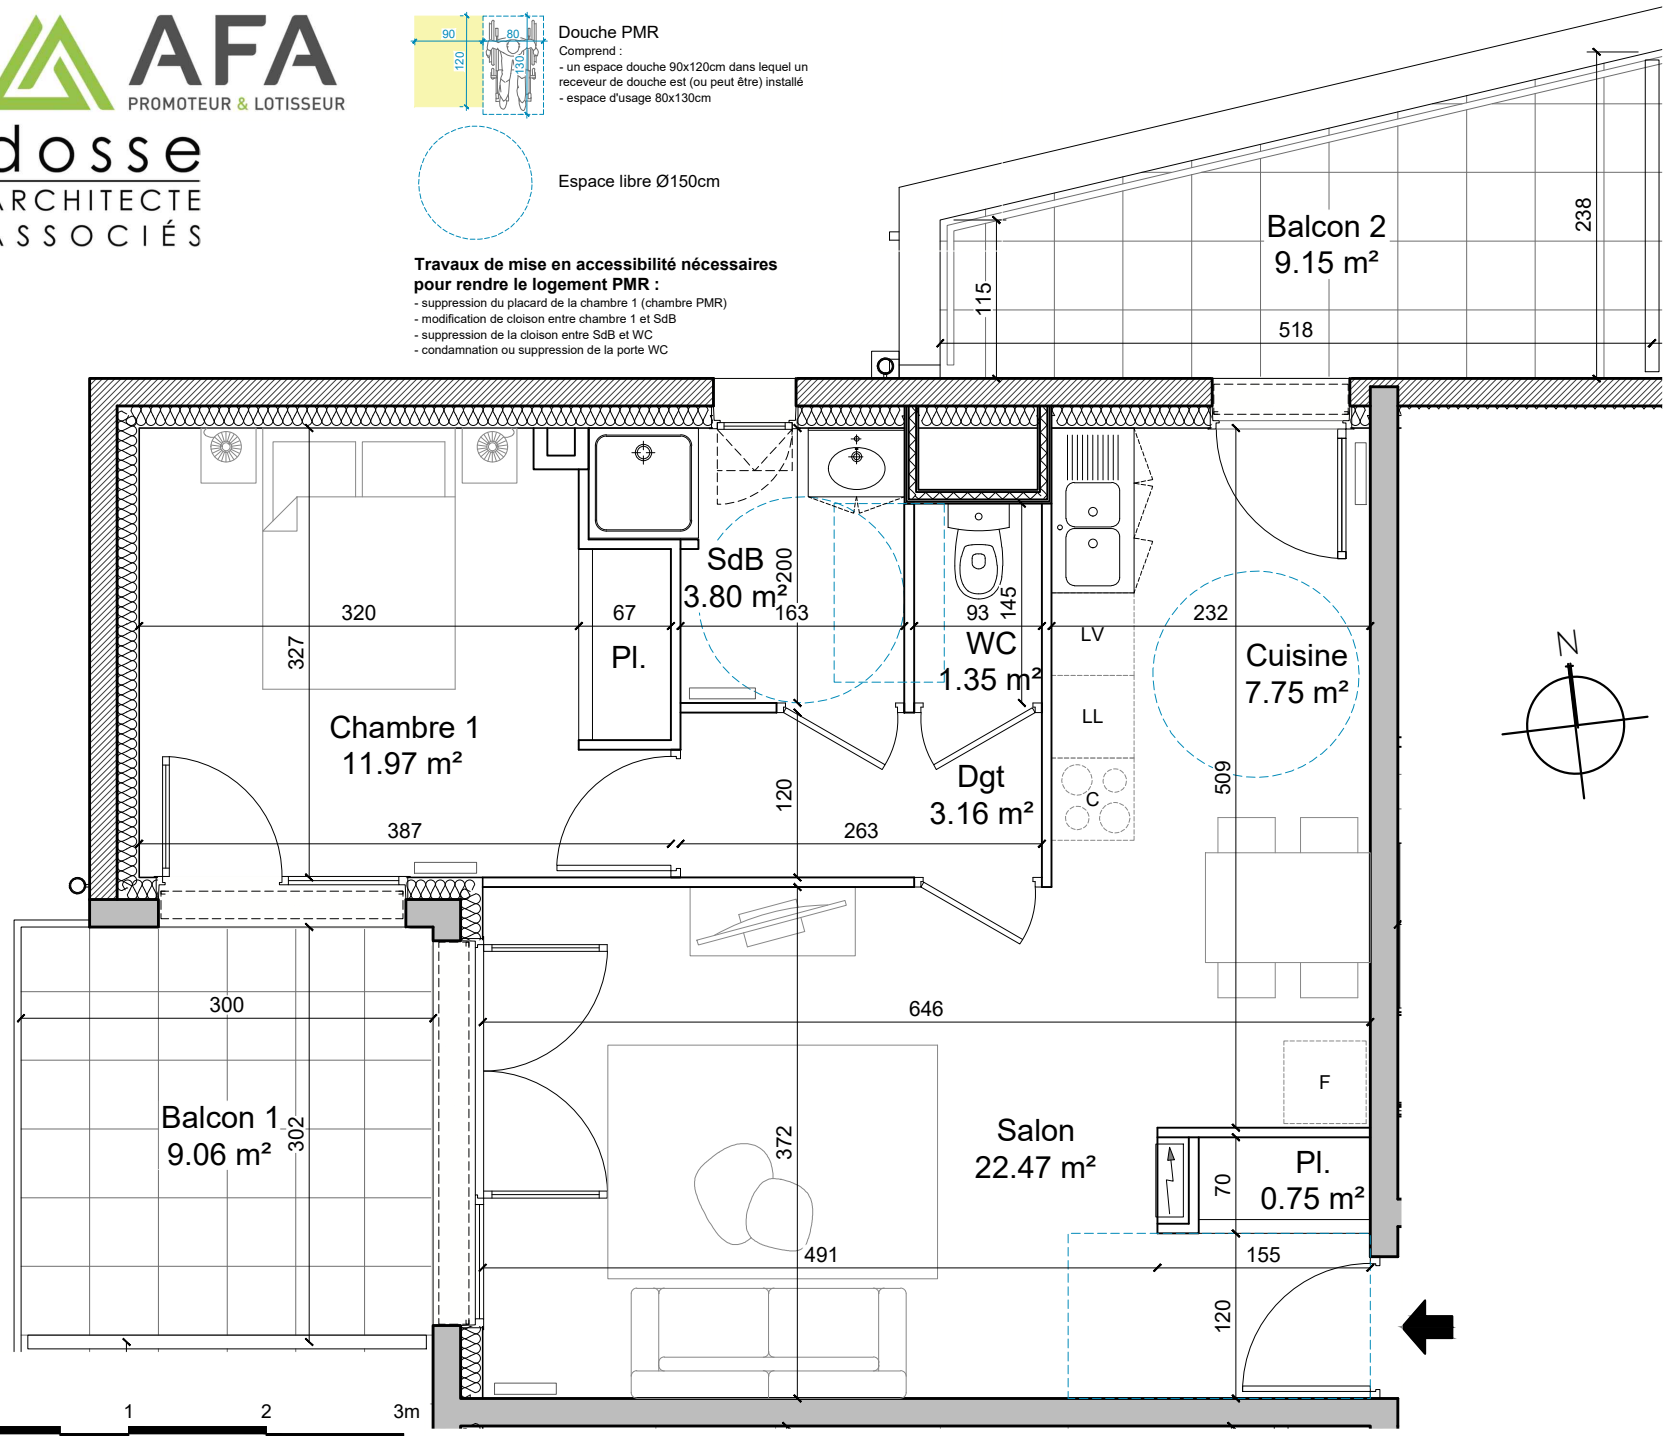 AFA
PROMOTEUR & LOTISSEUR
dosse
ARCHITECTE
ASSOCIÉS
90
80
120
130
Douche PMR
Comprend :
- un espace douche 90x120cm dans lequel un
receveur de douche est (ou peut être) installé
- espace d'usage 80x130cm
Espace libre Ø150cm
Travaux de mise en accessibilité nécessaires
pour rendre le logement PMR :
- suppression du placard de la chambre 1 (chambre PMR)
- modification de cloison entre chambre 1 et SdB
- suppression de la cloison entre SdB et WC
- condamnation ou suppression de la porte WC
Balcon 2
9.15 m²
238
115
518
SdB
3.80 m²
200
163
320
67
327
Pl.
93
145
WC
1.35 m²
232
LV
LL
C
Cuisine
7.75 m²
N
Chambre 1
11.97 m²
Dgt
3.16 m²
120
509
387
263
300
646
Balcon 1
9.06 m²
302
372
F
Salon
22.47 m²
Pl.
0.75 m²
70
491
155
120
1
2
3m